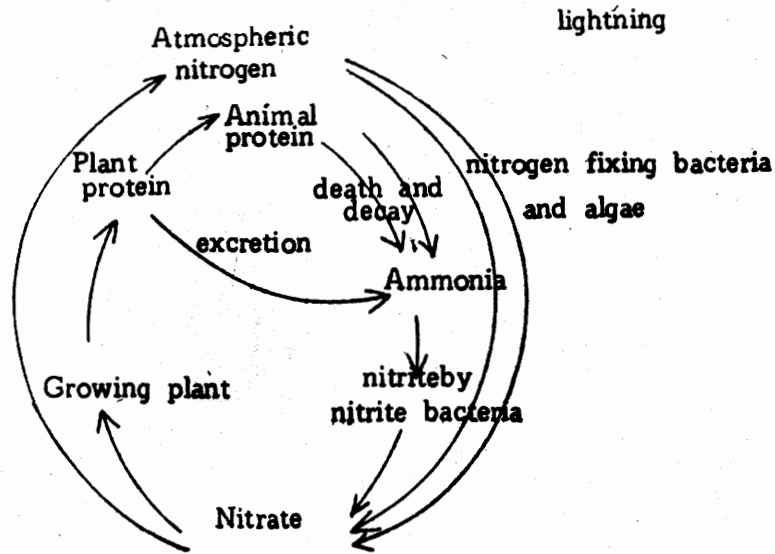 lightning
Atmospheric
nitrogen
Animal
protein
Plant
protein
nitrogen fixing bacteria
and algae
death and
decay
excretion
Ammonia
Growing plant
nitriteby
nitrite bacteria
Nitrate